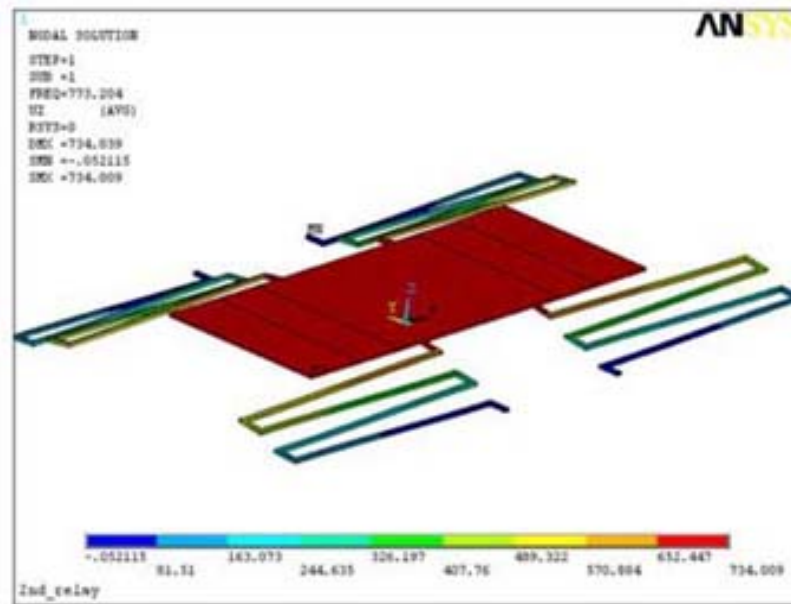 1
ANSYS
NODAL SOLUTION
STEP=1
SUB =1
FREQ=773.204
UZ (AVG)
RSYS=0
DMX =734.039
SMN =-.052115
SMX =734.009
MX
-.052115 163.073 326.197 489.322 652.447
81.51 244.635 407.76 570.884 734.009
2nd_relay